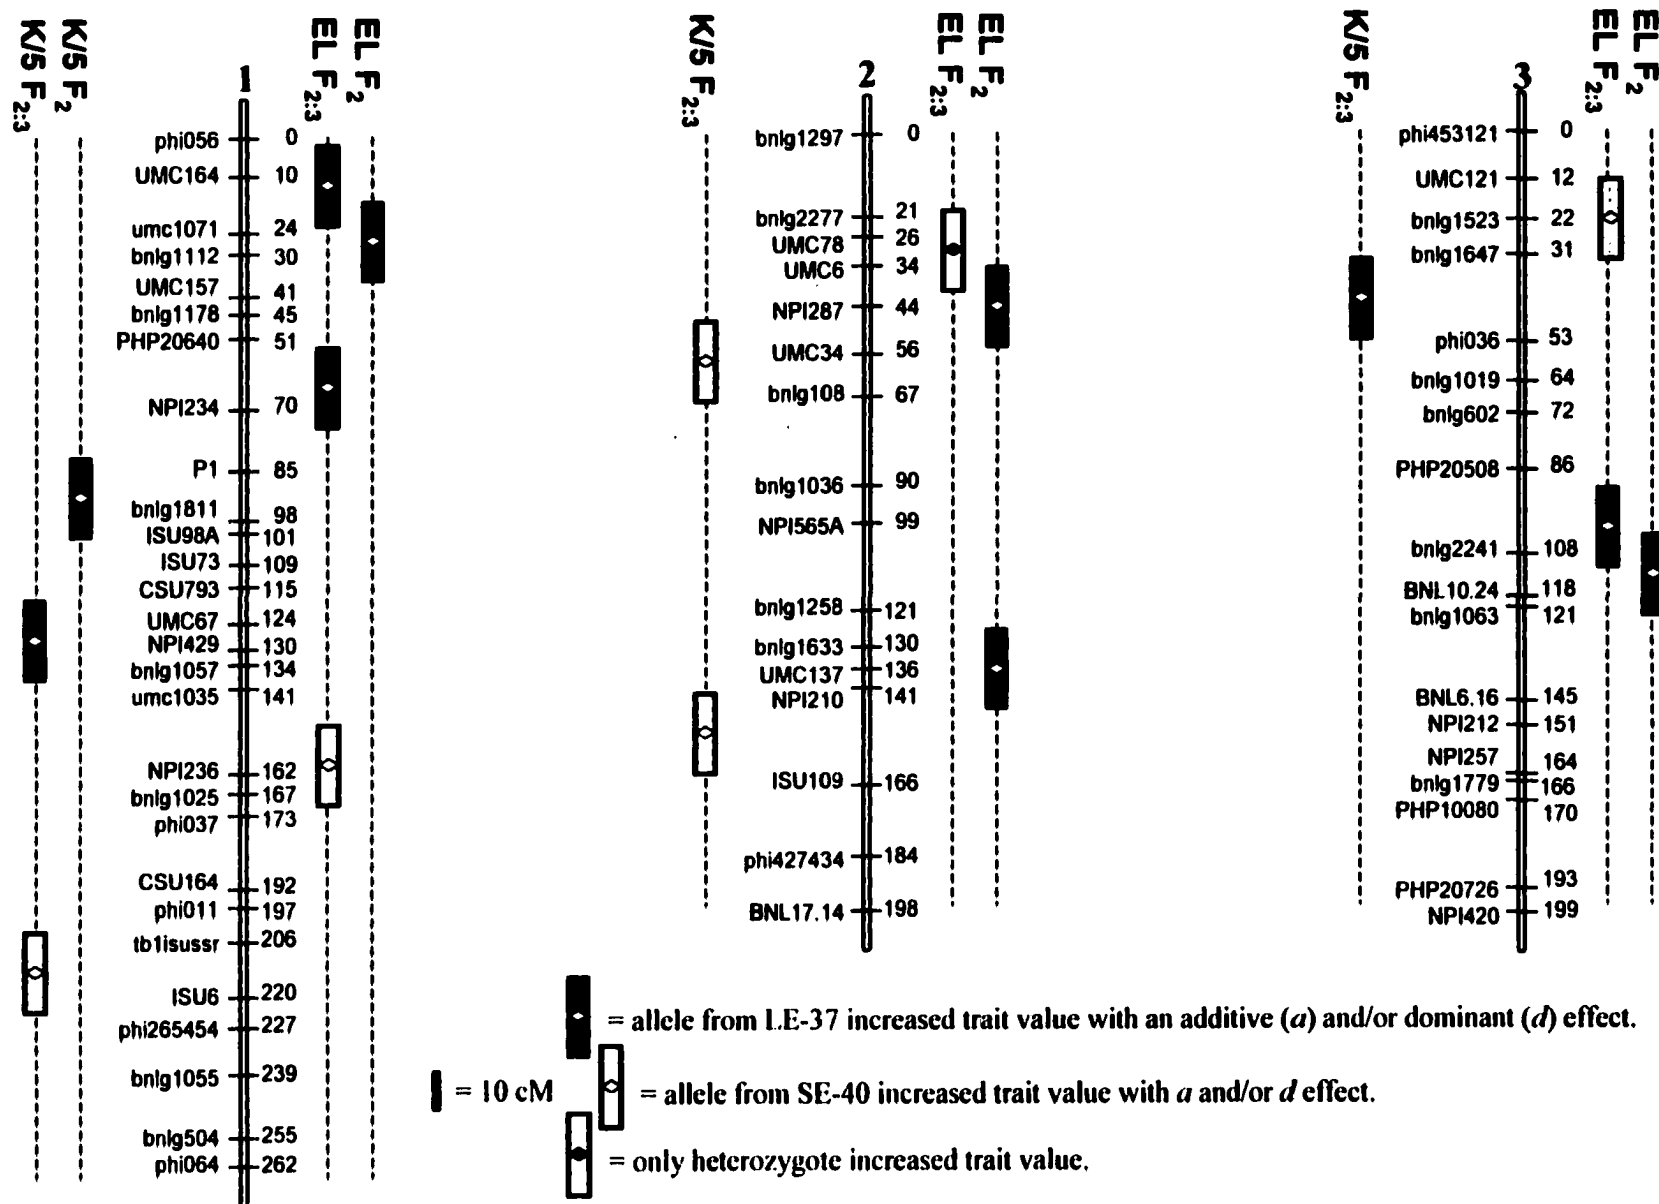 K/5 F2:3
K/5 F2
1
EL F2:3
EL F2
phi056 0
UMC164 10
umc1071 24
bnlg1112 30
UMC157 41
bnlg1178 45
PHP20640 51
NPI234 70
P1 85
bnlg1811 98
ISU98A 101
ISU73 109
CSU793 115
UMC67 124
NPI429 130
bnlg1057 134
umc1035 141
NPI236 162
bnlg1025 167
phi037 173
CSU164 192
phi011 197
tb1isussr 206
ISU6 220
phi265454 227
bnlg1055 239
bnlg504 255
phi064 262
K/5 F2:3
2
EL F2:3
EL F2
bnlg1297 0
bnlg2277 21
UMC78 26
UMC6 34
NPI287 44
UMC34 56
bnlg108 67
bnlg1036 90
NPI565A 99
bnlg1258 121
bnlg1633 130
UMC137 136
NPI210 141
ISU109 166
phi427434 184
BNL17.14 198
K/5 F2:3
3
EL F2:3
EL F2
phi453121 0
UMC121 12
bnlg1523 22
bnlg1647 31
phi036 53
bnlg1019 64
bnlg602 72
PHP20508 86
bnlg2241 108
BNL10.24 118
bnlg1063 121
BNL6.16 145
NPI212 151
NPI257 164
bnlg1779 166
PHP10080 170
PHP20726 193
NPI420 199
= allele from LE-37 increased trait value with an additive (a) and/or dominant (d) effect.
= 10 cM
= allele from SE-40 increased trait value with a and/or d effect.
= only heterozygote increased trait value.